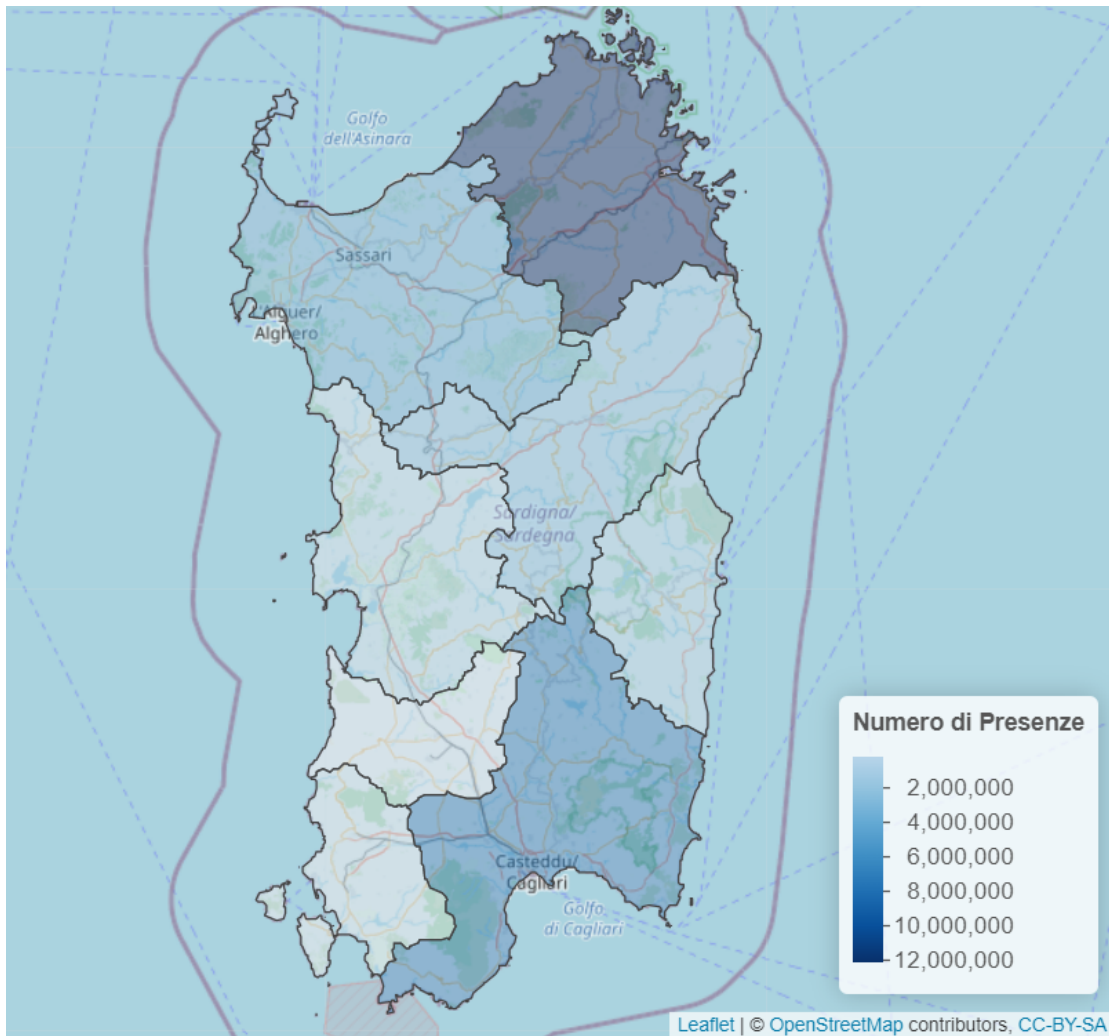 Golfo
dell'Asinara
Sassari
L'Alguer/
Alghero
Sardigna/
Sardegna
Casteddu/
Cagliari
Golfo
di Cagliari
Numero di Presenze
2,000,000
4,000,000
6,000,000
8,000,000
10,000,000
12,000,000
Leaflet | © OpenStreetMap contributors, CC-BY-SA